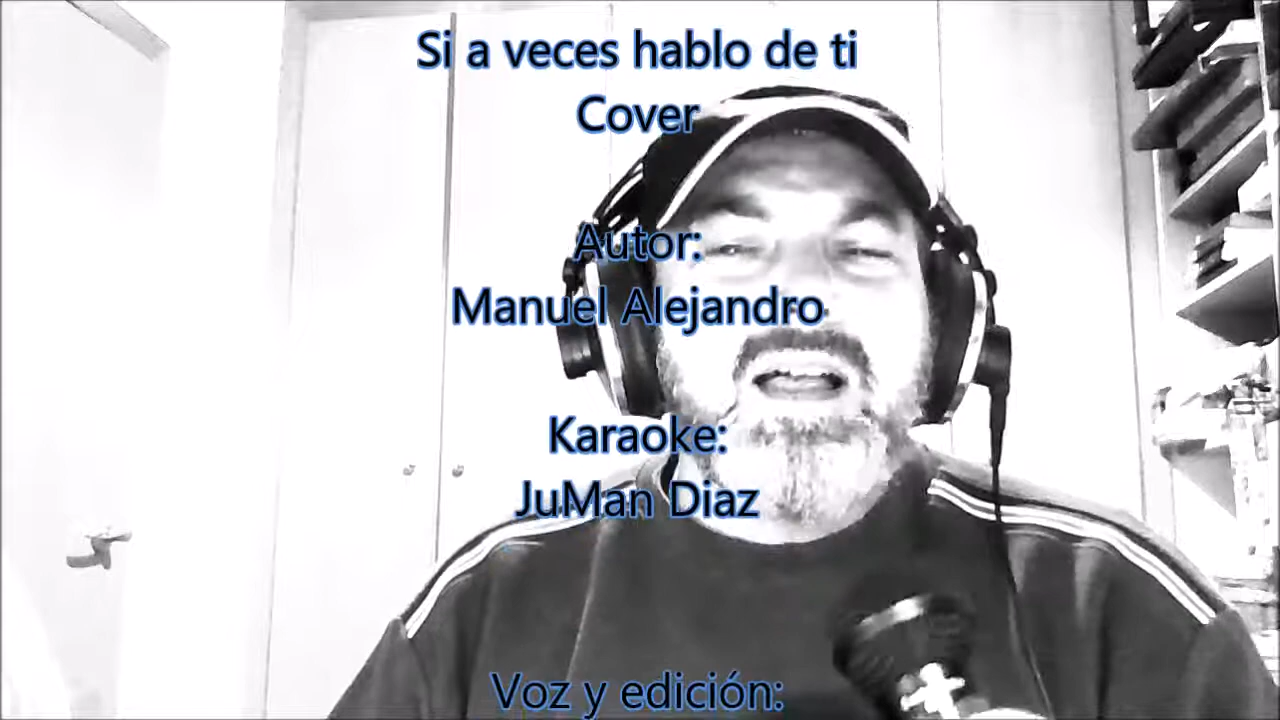 Si a veces hablo de ti
Cover
Autor:
Manuel Alejandro
Karaoke:
JuMan Diaz
Voz y edición: